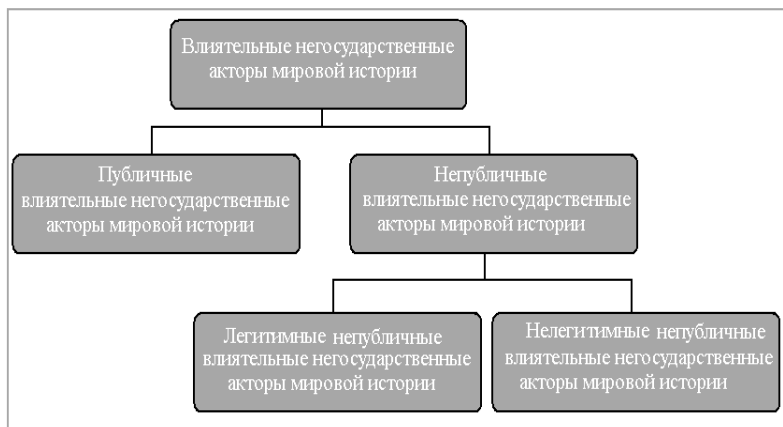 Влиятельные негосударственные
акторы мировой истории
Публичные
влиятельные негосударственные
акторы мировой истории
Непубличные
влиятельные негосударственные
акторы мировой истории
Легитимные непубличные
влиятельные негосударственные
акторы мировой истории
Нелегитимные непубличные
влиятельные негосударственные
акторы мировой истории